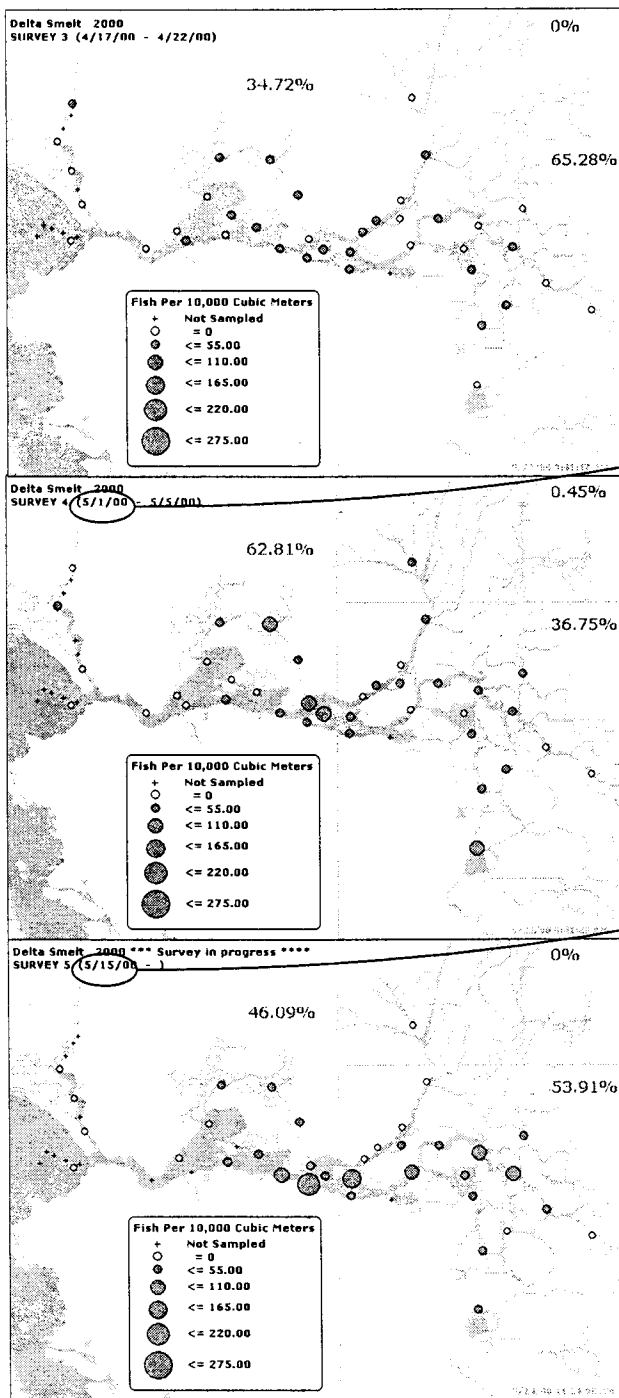 Delta Smelt 2000
SURVEY 3 (4/17/00 - 4/22/00)
0%
34.72%
65.28%
Fish Per 10,000 Cubic Meters
+ Not Sampled
= 0
<= 55.00
<= 110.00
<= 165.00
<= 220.00
<= 275.00
Delta Smelt 2000
SURVEY 4 (5/1/00 - 5/5/00)
0.45%
62.81%
36.75%
Fish Per 10,000 Cubic Meters
+ Not Sampled
= 0
<= 55.00
<= 110.00
<= 165.00
<= 220.00
<= 275.00
Delta Smelt 2000 *** Survey in progress ****
SURVEY 5 (5/15/00 - )
0%
46.09%
53.91%
Fish Per 10,000 Cubic Meters
+ Not Sampled
= 0
<= 55.00
<= 110.00
<= 165.00
<= 220.00
<= 275.00